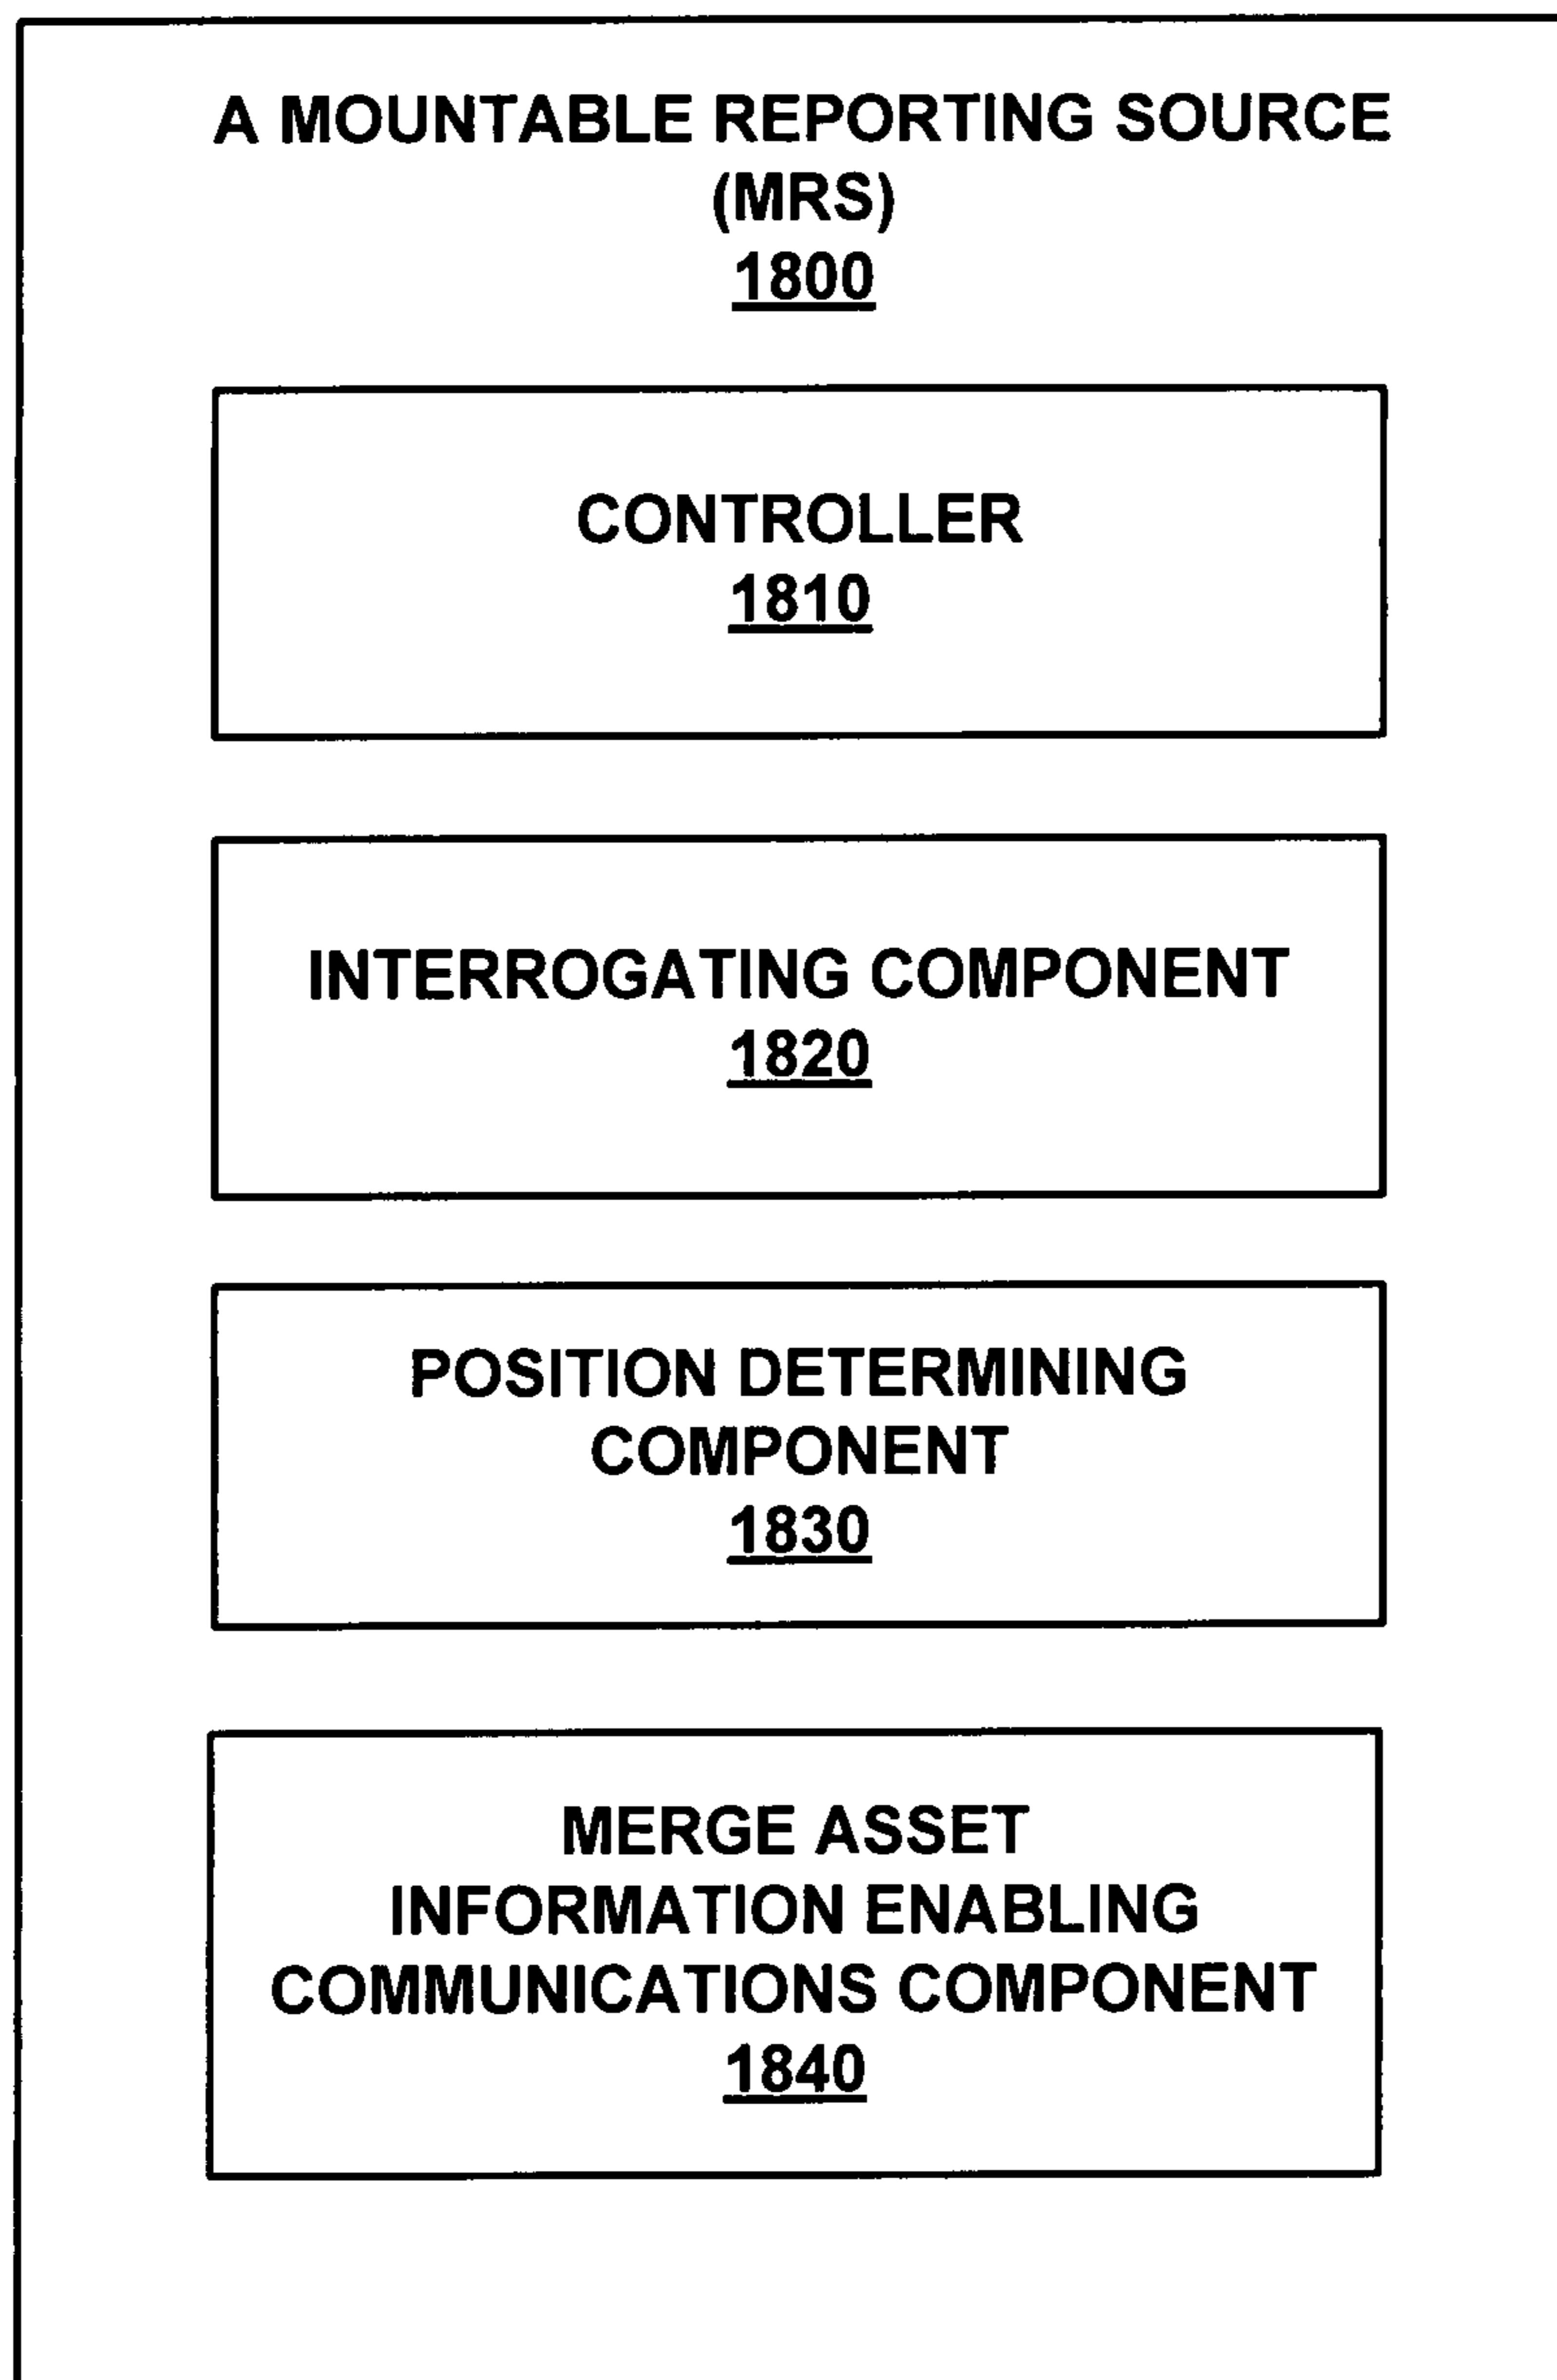 A MOUNTABLE REPORTING SOURCE
(MRS)
1800
CONTROLLER
1810
INTERROGATING COMPONENT
1820
POSITION DETERMINING
COMPONENT
1830
MERGE ASSET
INFORMATION ENABLING
COMMUNICATIONS COMPONENT
1840